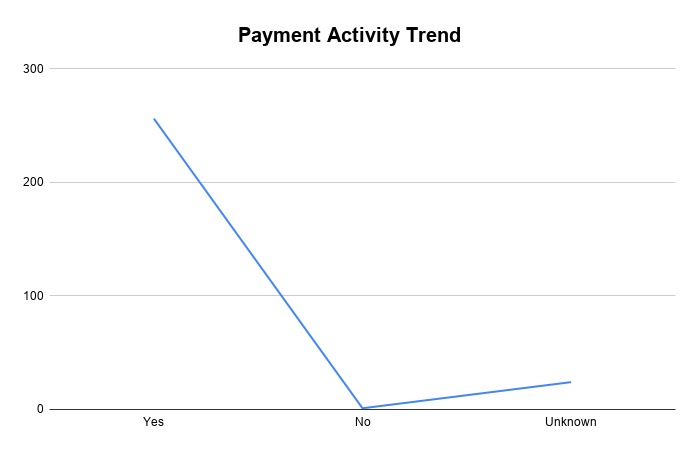 Payment Activity Trend
300
200
100
0
Yes No Unknown